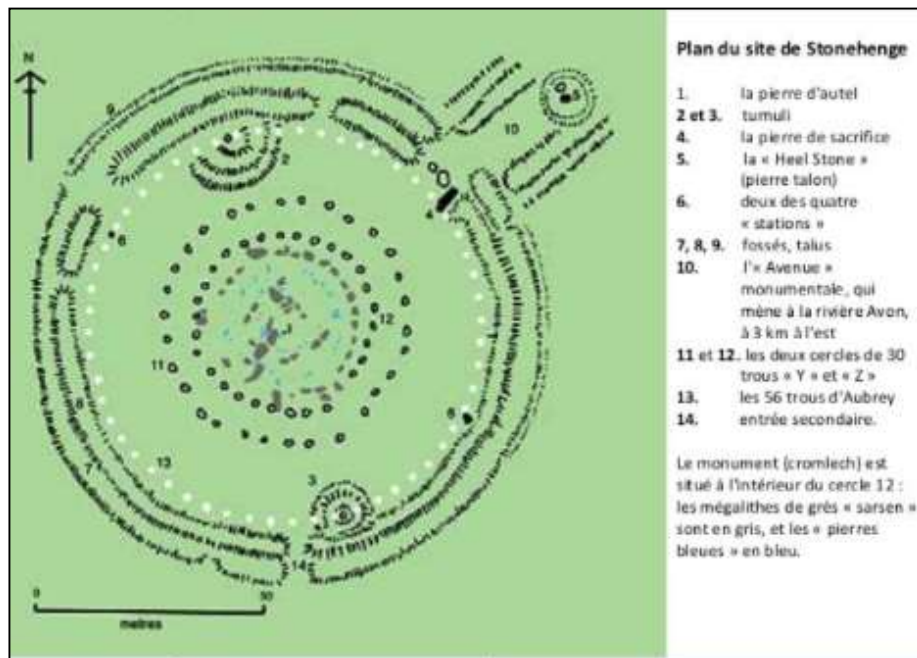 Plan du site de Stonehenge
1. la pierre d'autel
2 et 3. tumuli
4. la pierre de sacrifice
5. la « Heel Stone »
(pierre talon)
6. deux des quatre
« stations »
7, 8, 9. fossés, talus
10. l'« Avenue »
monumentale, qui
mène à la rivière Avon,
à 3 km à l'est
11 et 12. les deux cercles de 30
trous « Y » et « Z »
13. les 56 trous d'Aubrey
14. entrée secondaire.
Le monument (cromlech) est
situé à l'intérieur du cercle 12 :
les mégalithes de grès « sarsen »
sont en gris, et les « pierres
bleues » en bleu.
N
9
5
10
2
4
6
1
12
11
8
6
13
7
3
14
0 50
metres